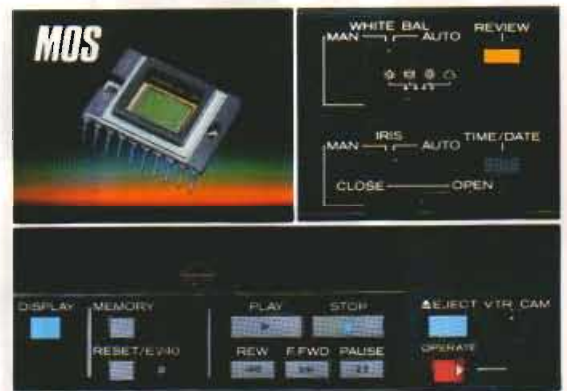 MOS
WHITE BAL
MAN AUTO
REVIEW
IRIS
MAN AUTO
TIME/DATE
CLOSE OPEN
DISPLAY MEMORY PLAY STOP ▲EJECT VTR CAM
RESET/EV40 REW F.FWD PAUSE OPERATE